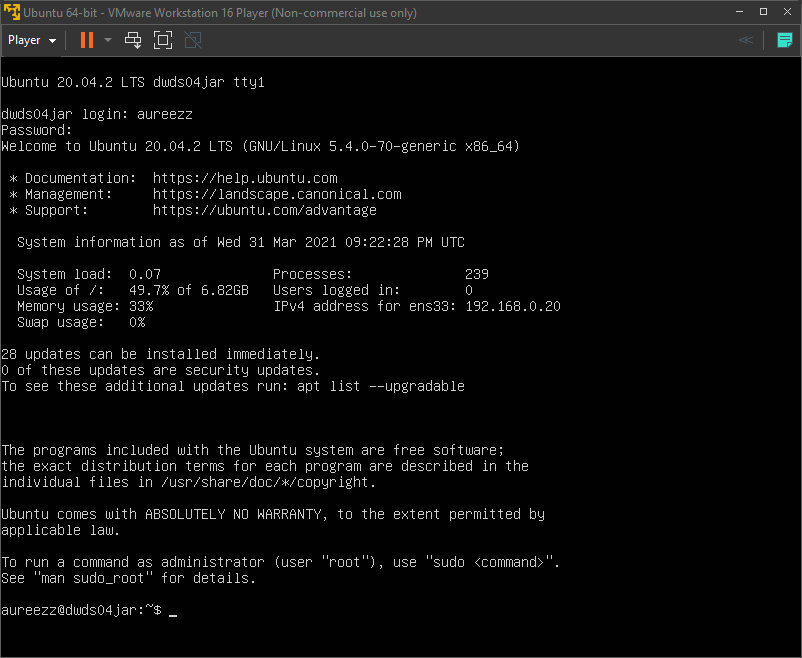 Ubuntu 64-bit - VMware Workstation 16 Player (Non-commercial use only)
Player
Ubuntu 20.04.2 LTS dwds04jar tty1
dwds04jar login: aureezz
Password:
Welcome to Ubuntu 20.04.2 LTS (GNU/Linux 5.4.0-70-generic x86_64)
* Documentation:  https://help.ubuntu.com
* Management:     https://landscape.canonical.com
* Support:        https://ubuntu.com/advantage
System information as of Wed 31 Mar 2021 09:22:28 PM UTC
System load:  0.07              Processes:              239
Usage of /:   49.7% of 6.82GB   Users logged in:        0
Memory usage: 33%               IPv4 address for ens33: 192.168.0.20
Swap usage:   0%
28 updates can be installed immediately.
0 of these updates are security updates.
To see these additional updates run: apt list --upgradable
The programs included with the Ubuntu system are free software;
the exact distribution terms for each program are described in the
individual files in /usr/share/doc/*/copyright.
Ubuntu comes with ABSOLUTELY NO WARRANTY, to the extent permitted by
applicable law.
To run a command as administrator (user "root"), use "sudo <command>".
See "man sudo_root" for details.
aureezz@dwds04jar:~$ _